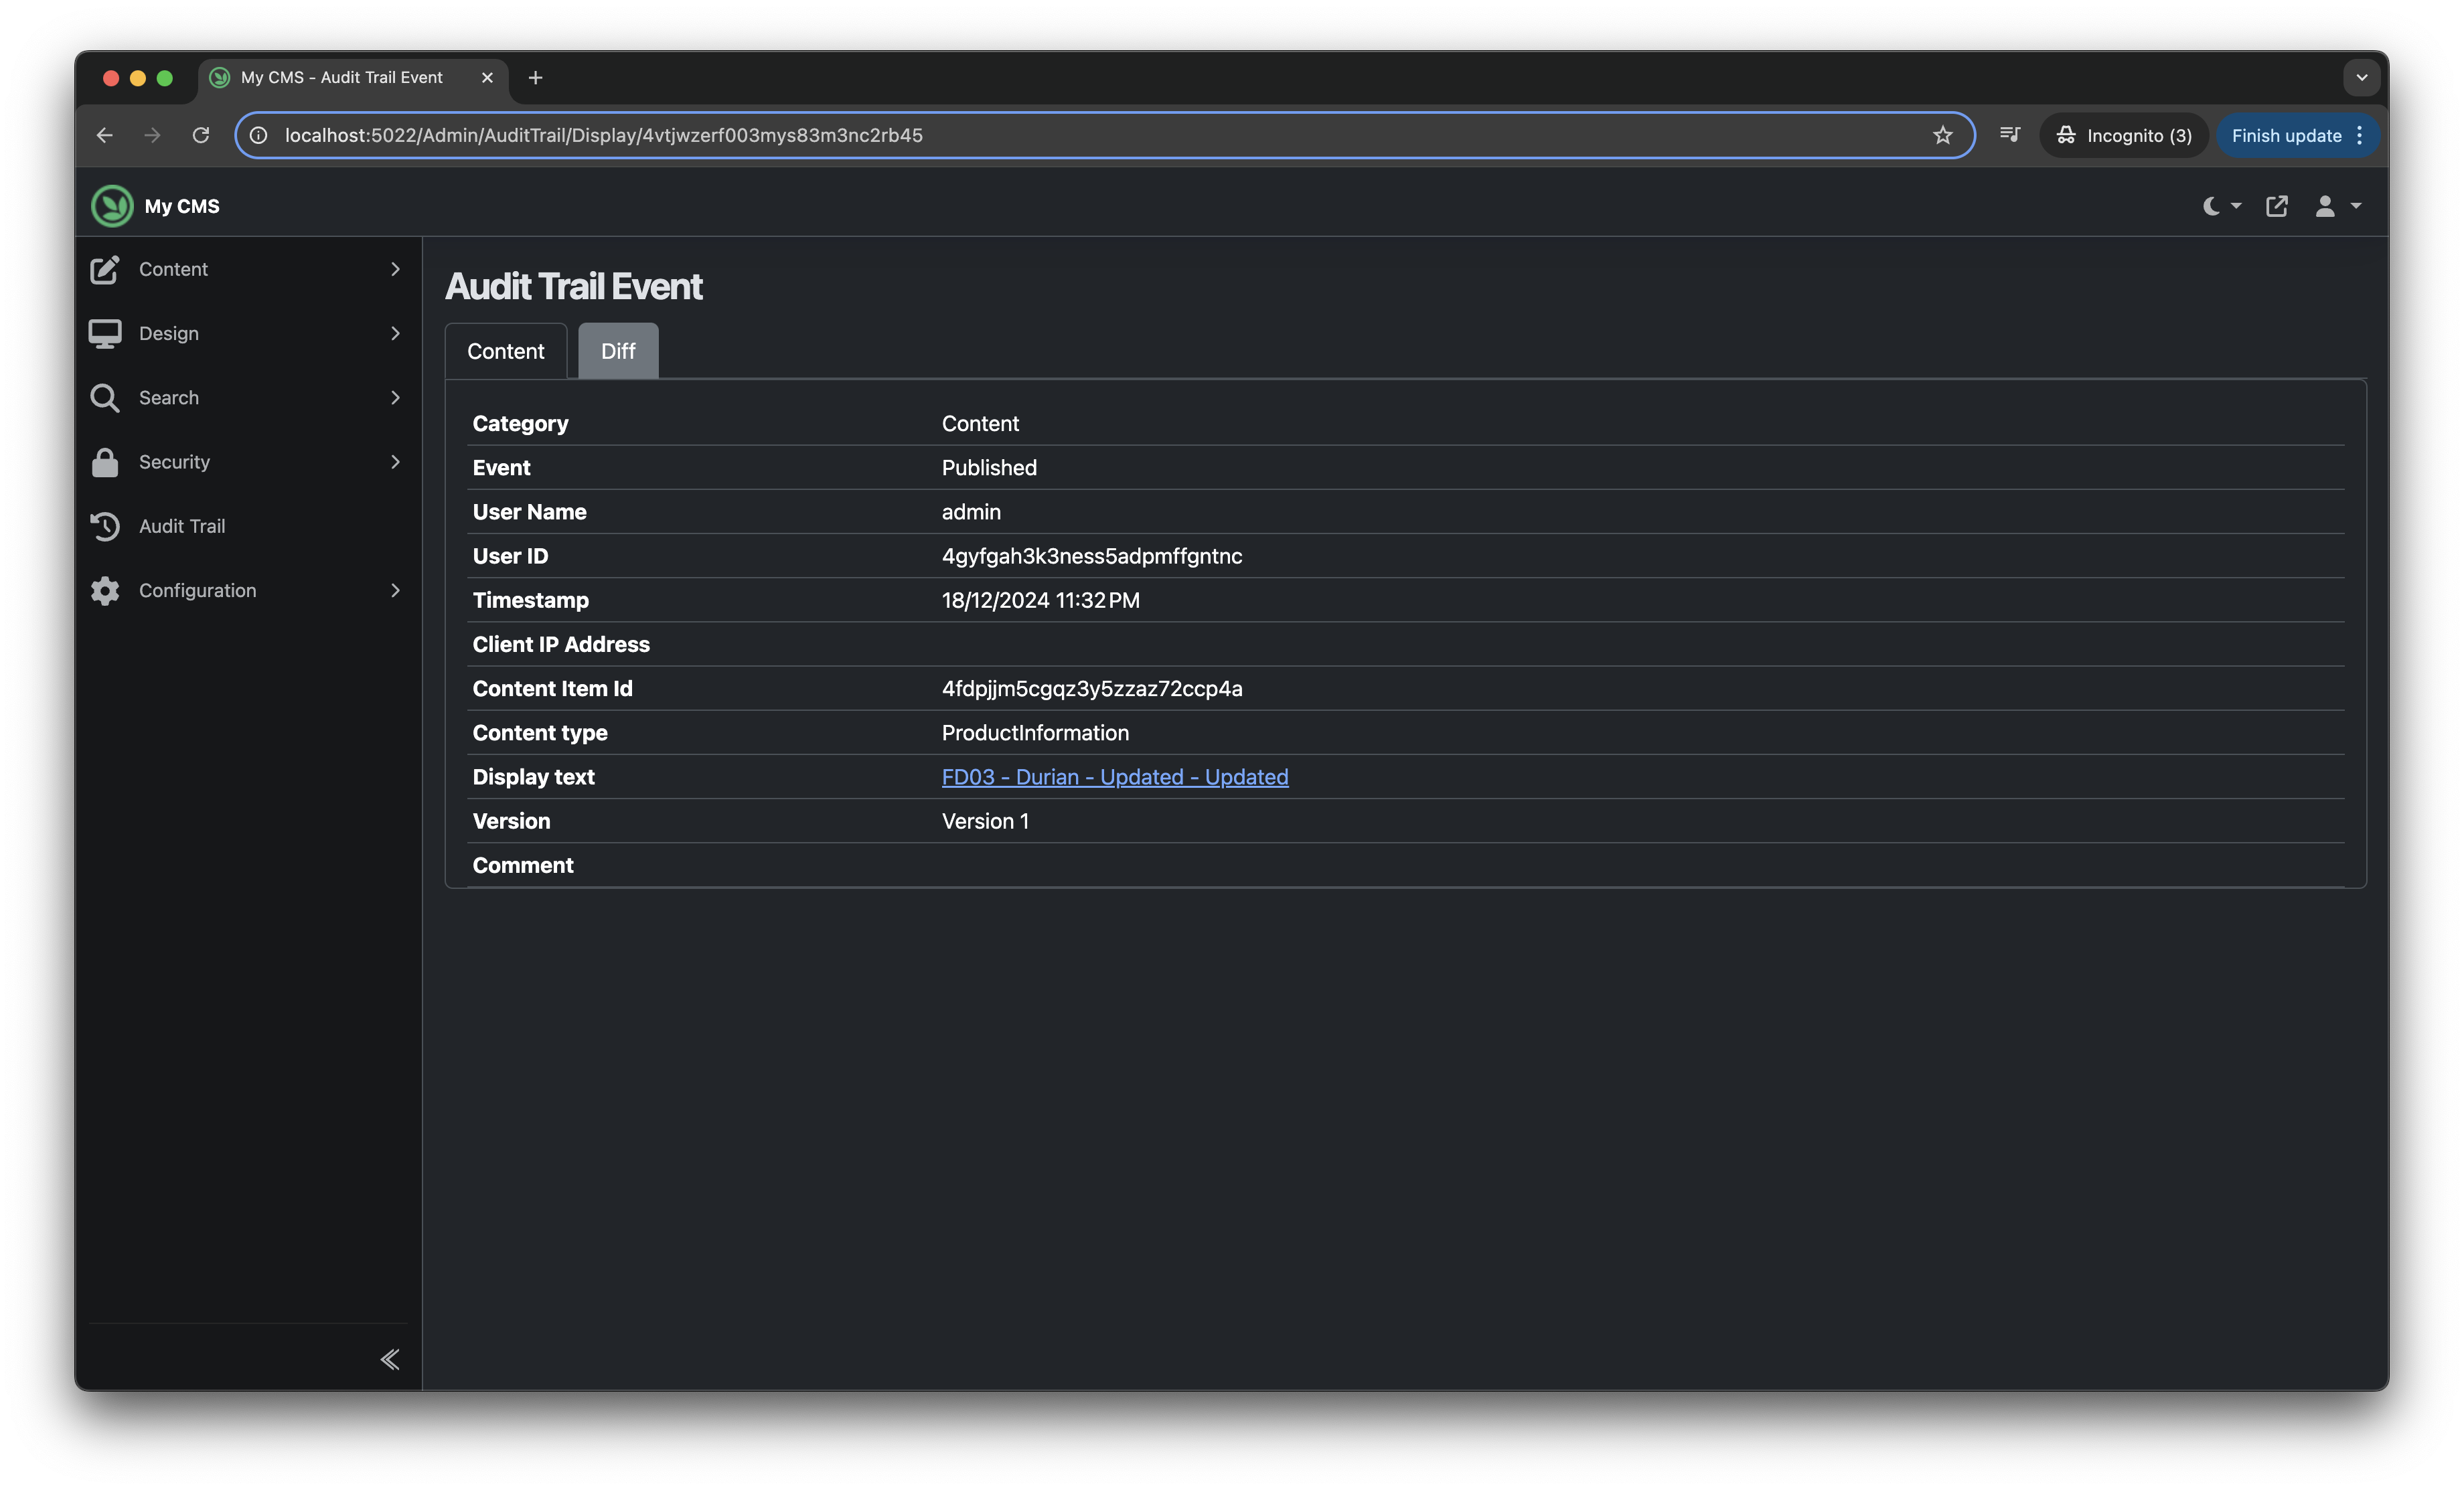 My CMS - Audit Trail Event
localhost:5022/Admin/AuditTrail/Display/4vtjwzerf003mys83m3nc2rb45
Incognito (3)
Finish update
My CMS
Content
Design
Search
Security
Audit Trail
Configuration
Audit Trail Event
Content Diff
Category Content
Event Published
User Name admin
User ID 4gyfgah3k3ness5adpmffgntnc
Timestamp 18/12/2024 11:32 PM
Client IP Address
Content Item Id 4fdpjjm5cgqz3y5zzaz72ccp4a
Content type ProductInformation
Display text FD03 - Durian - Updated - Updated
Version Version 1
Comment